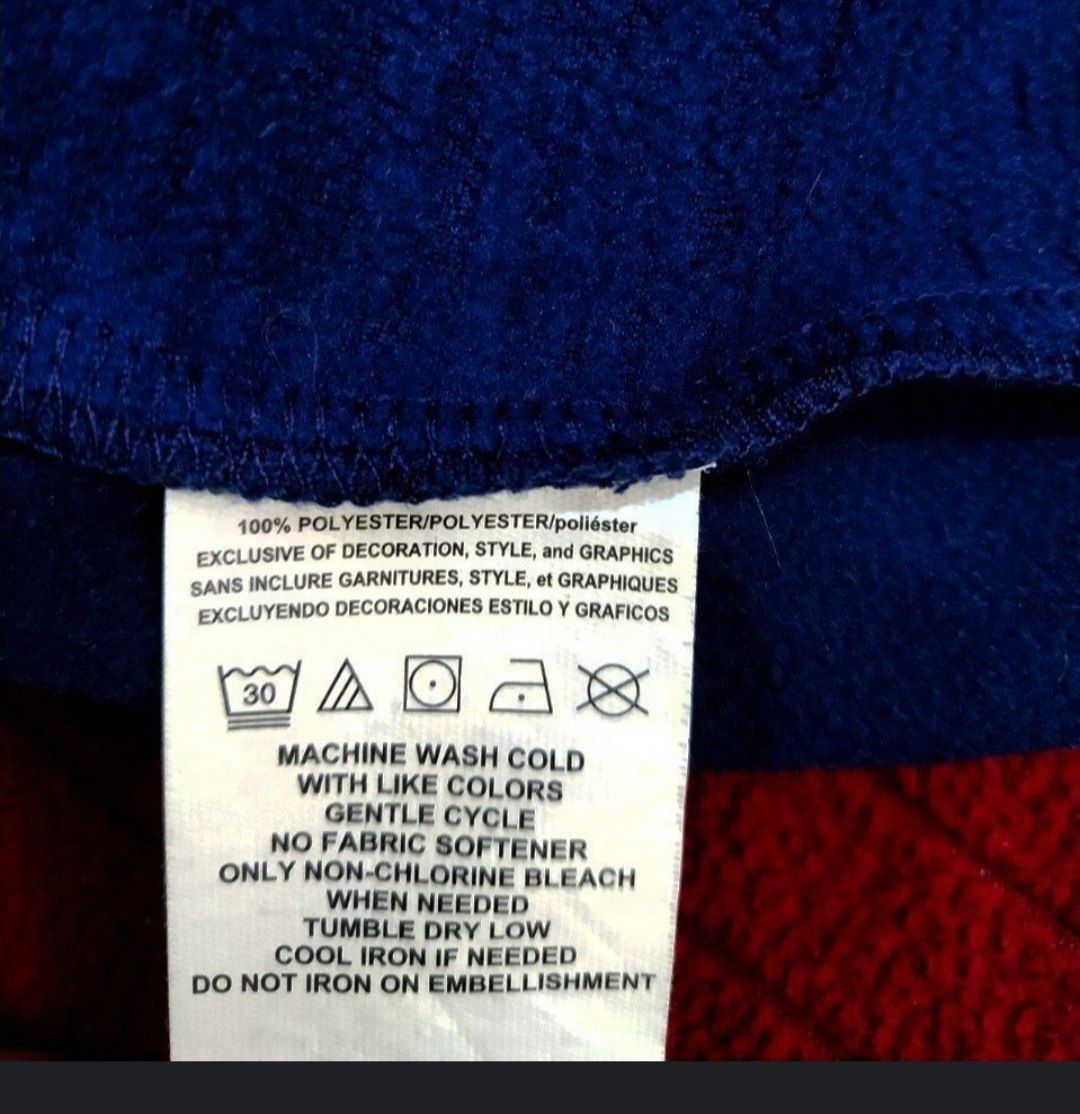 100% POLYESTER/POLYESTER/poliéster
EXCLUSIVE OF DECORATION, STYLE, and GRAPHICS
SANS INCLURE GARNITURES, STYLE, et GRAPHIQUES
EXCLUYENDO DECORACIONES ESTILO Y GRAFICOS
30
MACHINE WASH COLD
WITH LIKE COLORS
GENTLE CYCLE
NO FABRIC SOFTENER
ONLY NON-CHLORINE BLEACH
WHEN NEEDED
TUMBLE DRY LOW
COOL IRON IF NEEDED
DO NOT IRON ON EMBELLISHMENT